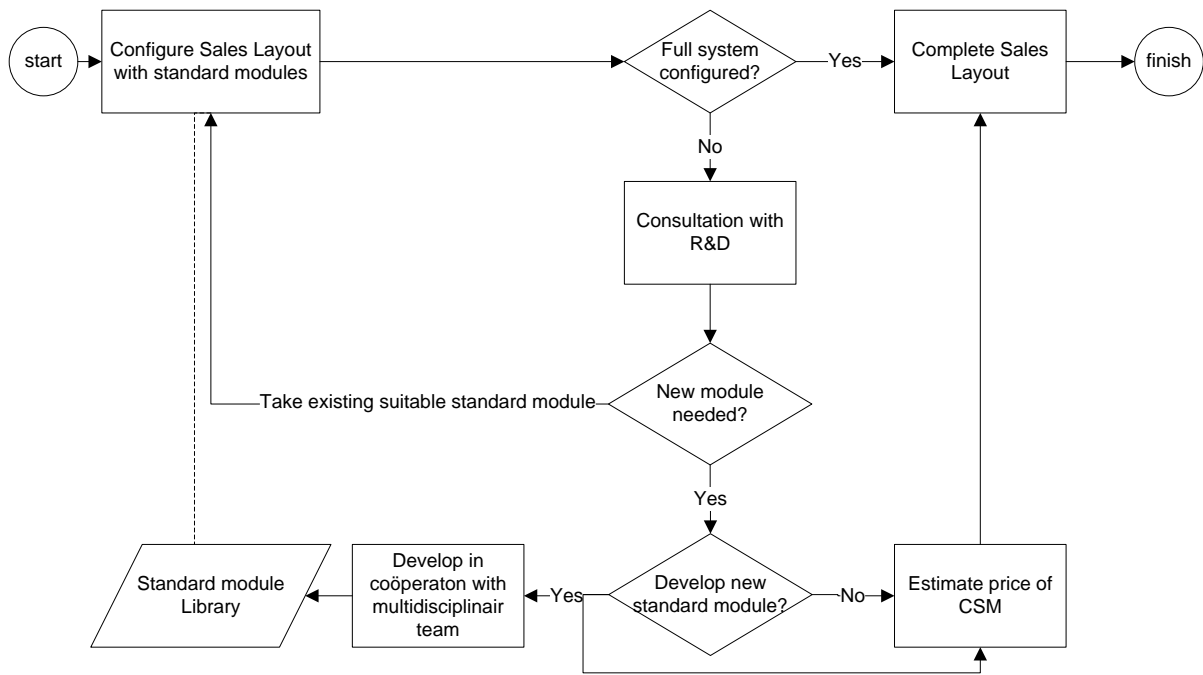 start
Configure Sales Layout
with standard modules
Full system
configured?
Yes
Complete Sales
Layout
finish
No
Consultation with
R&D
Take existing suitable standard module
New module
needed?
Yes
Standard module
Library
Develop in
coöperaton with
multidisciplinair
team
Yes
Develop new
standard module?
No
Estimate price of
CSM